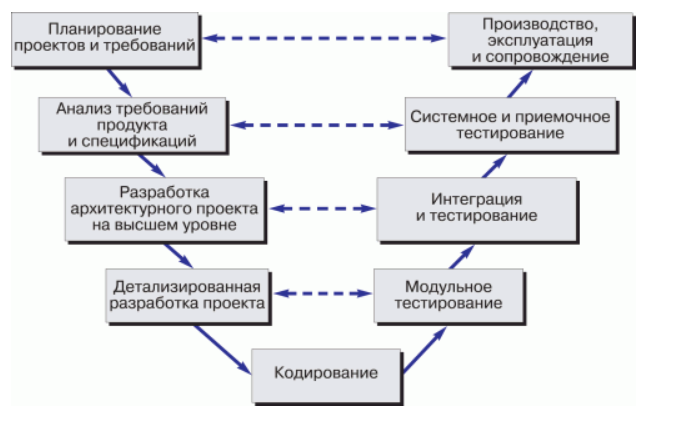 Планирование
проектов и требований
Производство,
эксплуатация
и сопровождение
Анализ требований
продукта
и спецификаций
Системное и приемочное
тестирование
Разработка
архитектурного проекта
на высшем уровне
Интеграция
и тестирование
Детализированная
разработка проекта
Модульное
тестирование
Кодирование